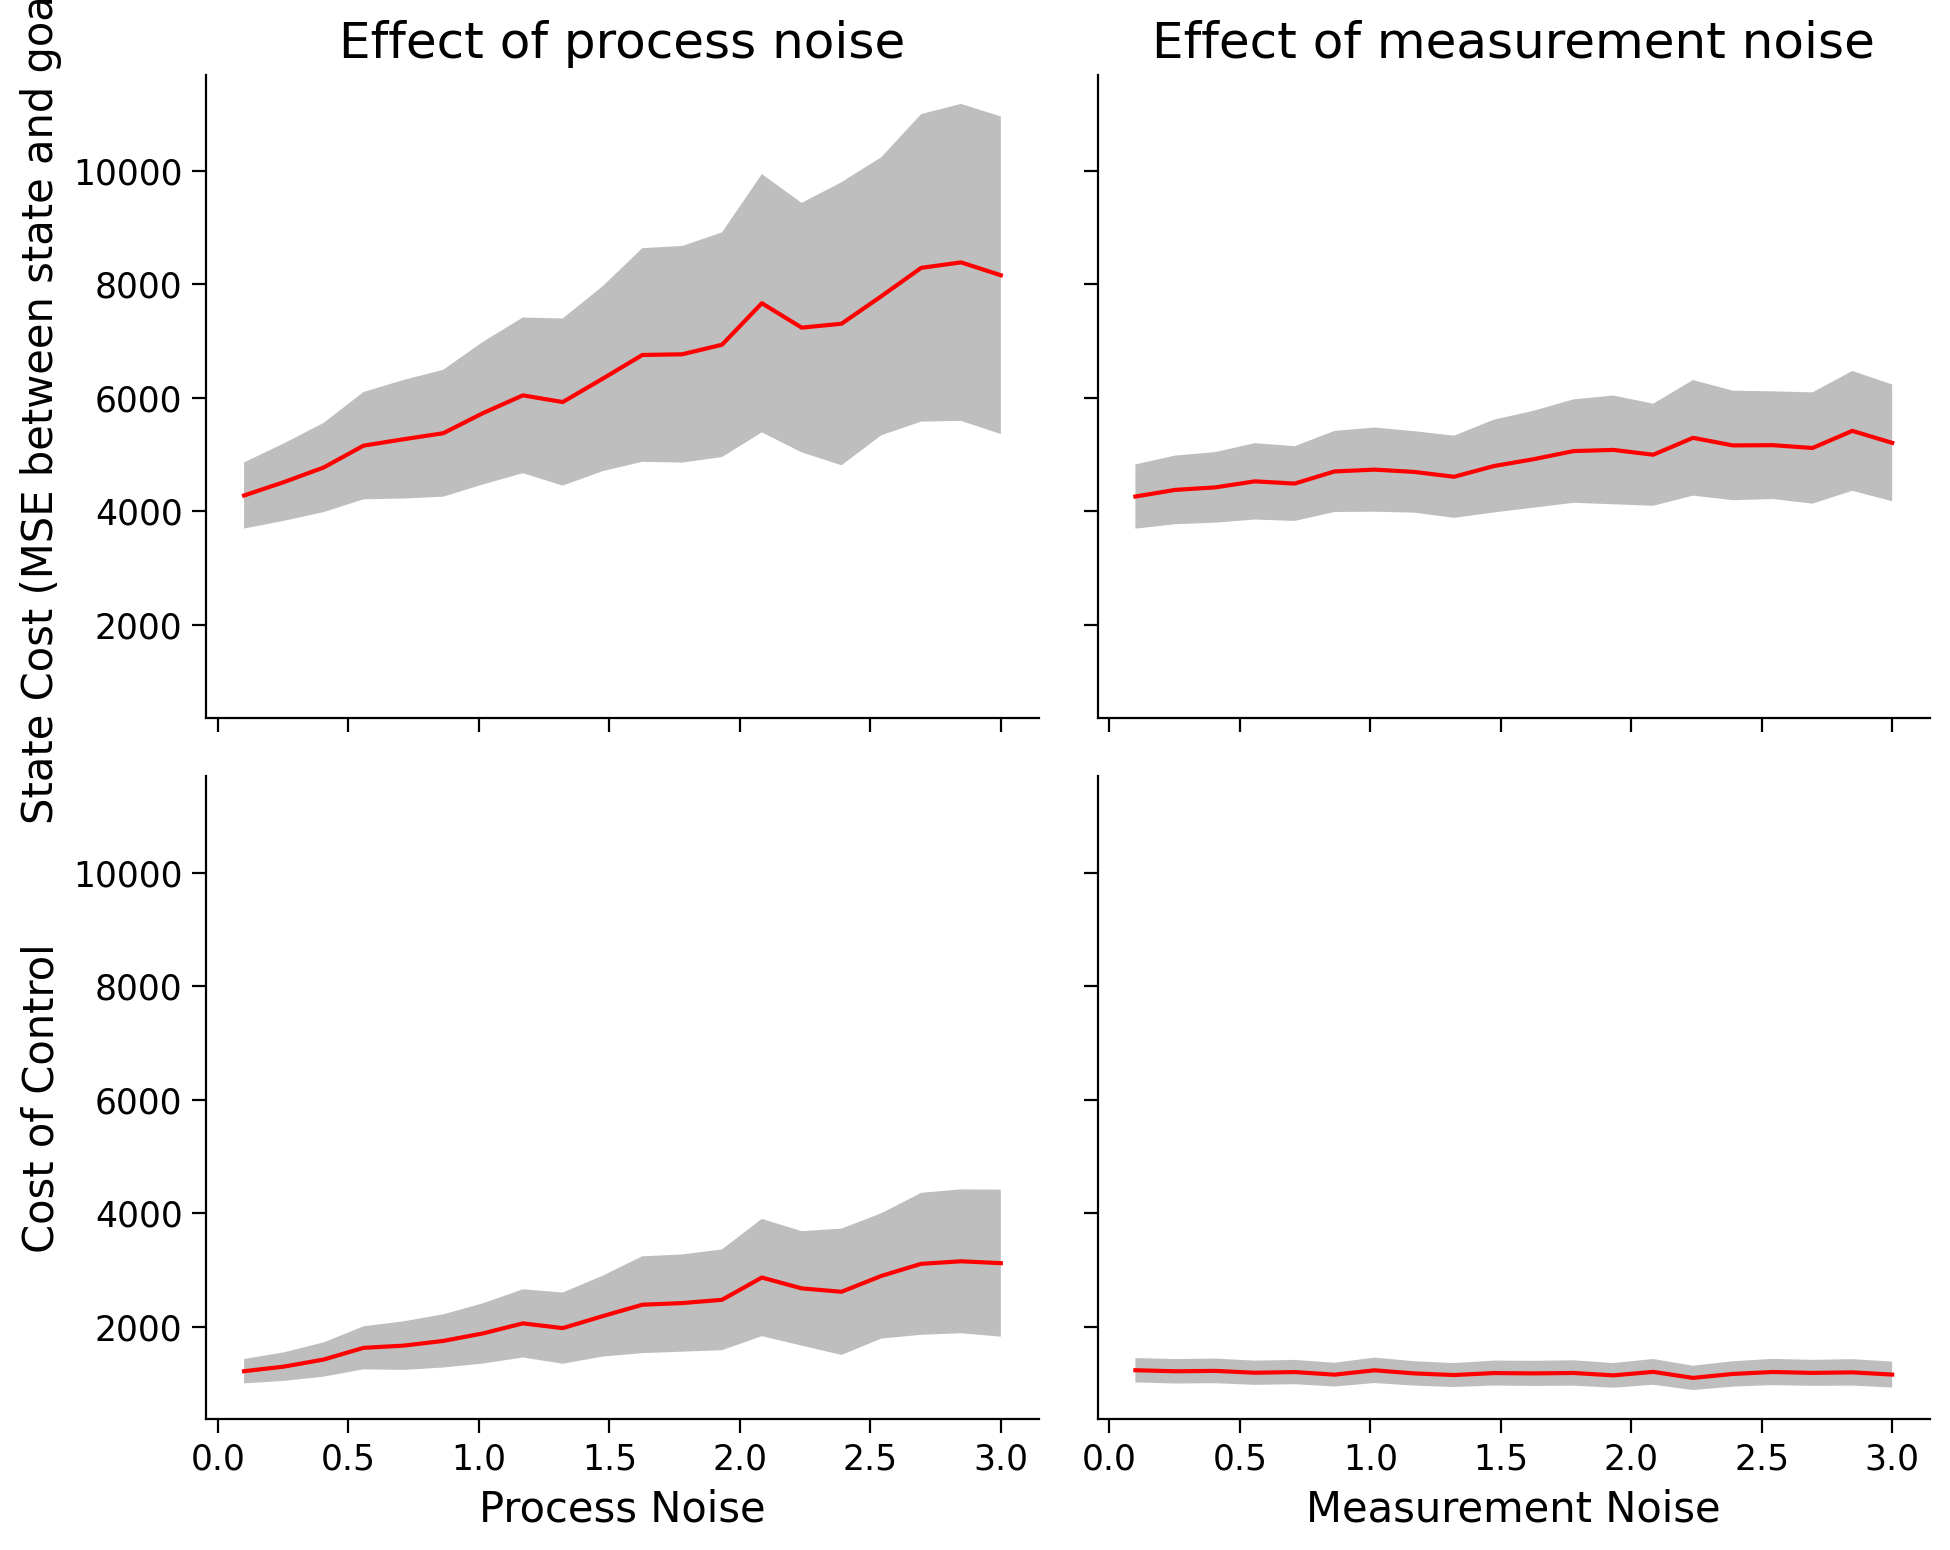 Effect of process noise
Effect of measurement noise
State Cost (MSE between state and goa
10000
8000
6000
4000
2000
Cost of Control
10000
8000
6000
4000
2000
0.0 0.5 1.0 1.5 2.0 2.5 3.0
Process Noise
0.0 0.5 1.0 1.5 2.0 2.5 3.0
Measurement Noise